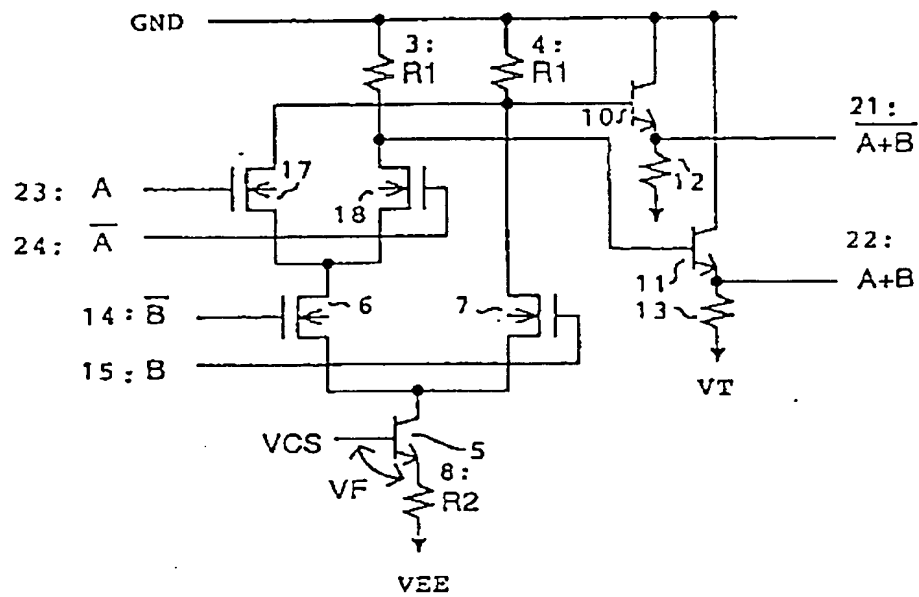 GND
3:
R1
4:
R1
10
21:
A+B
17
18
12
23: A
24: A
22:
11
A+B
13
14: B
6
7
15: B
VT
VCS
5
VF
8:
R2
VEE